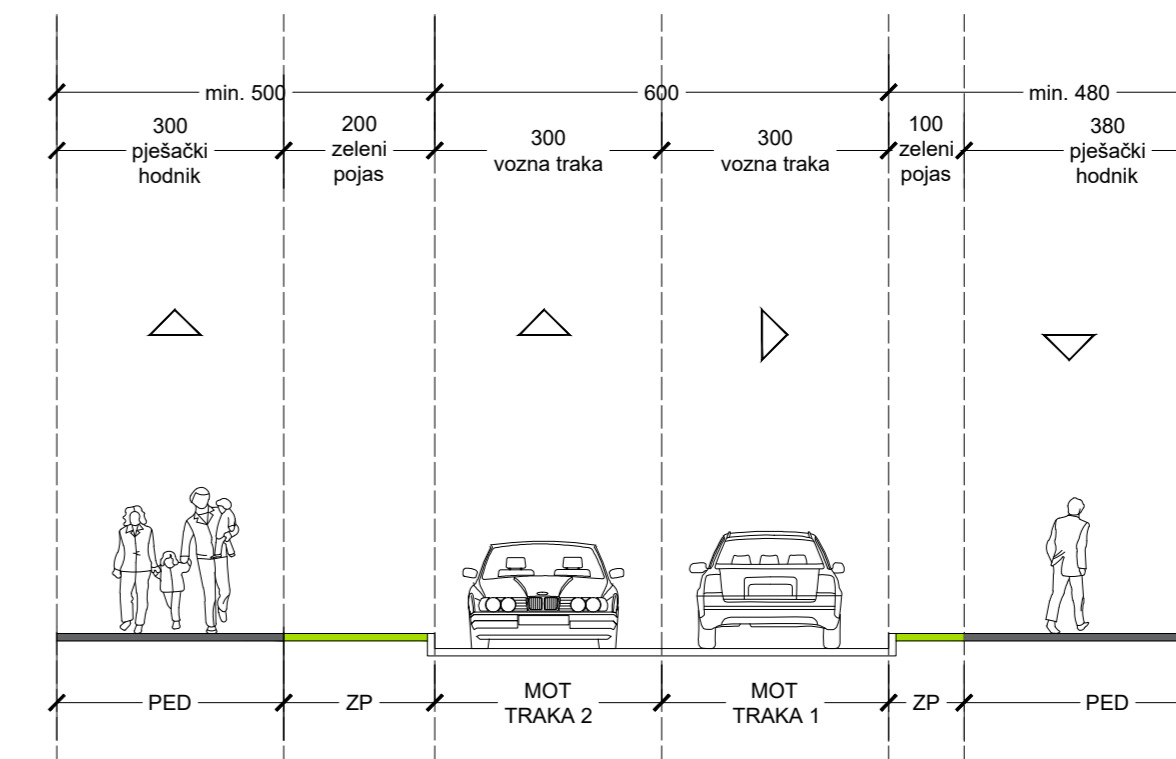 min. 500
600
min. 480
300
pješački
hodnik
200
zeleni
pojas
300
vozna traka
300
vozna traka
100
zeleni
pojas
380
pješački
hodnik
PED
ZP
MOT
TRAKA 2
MOT
TRAKA 1
ZP
PED